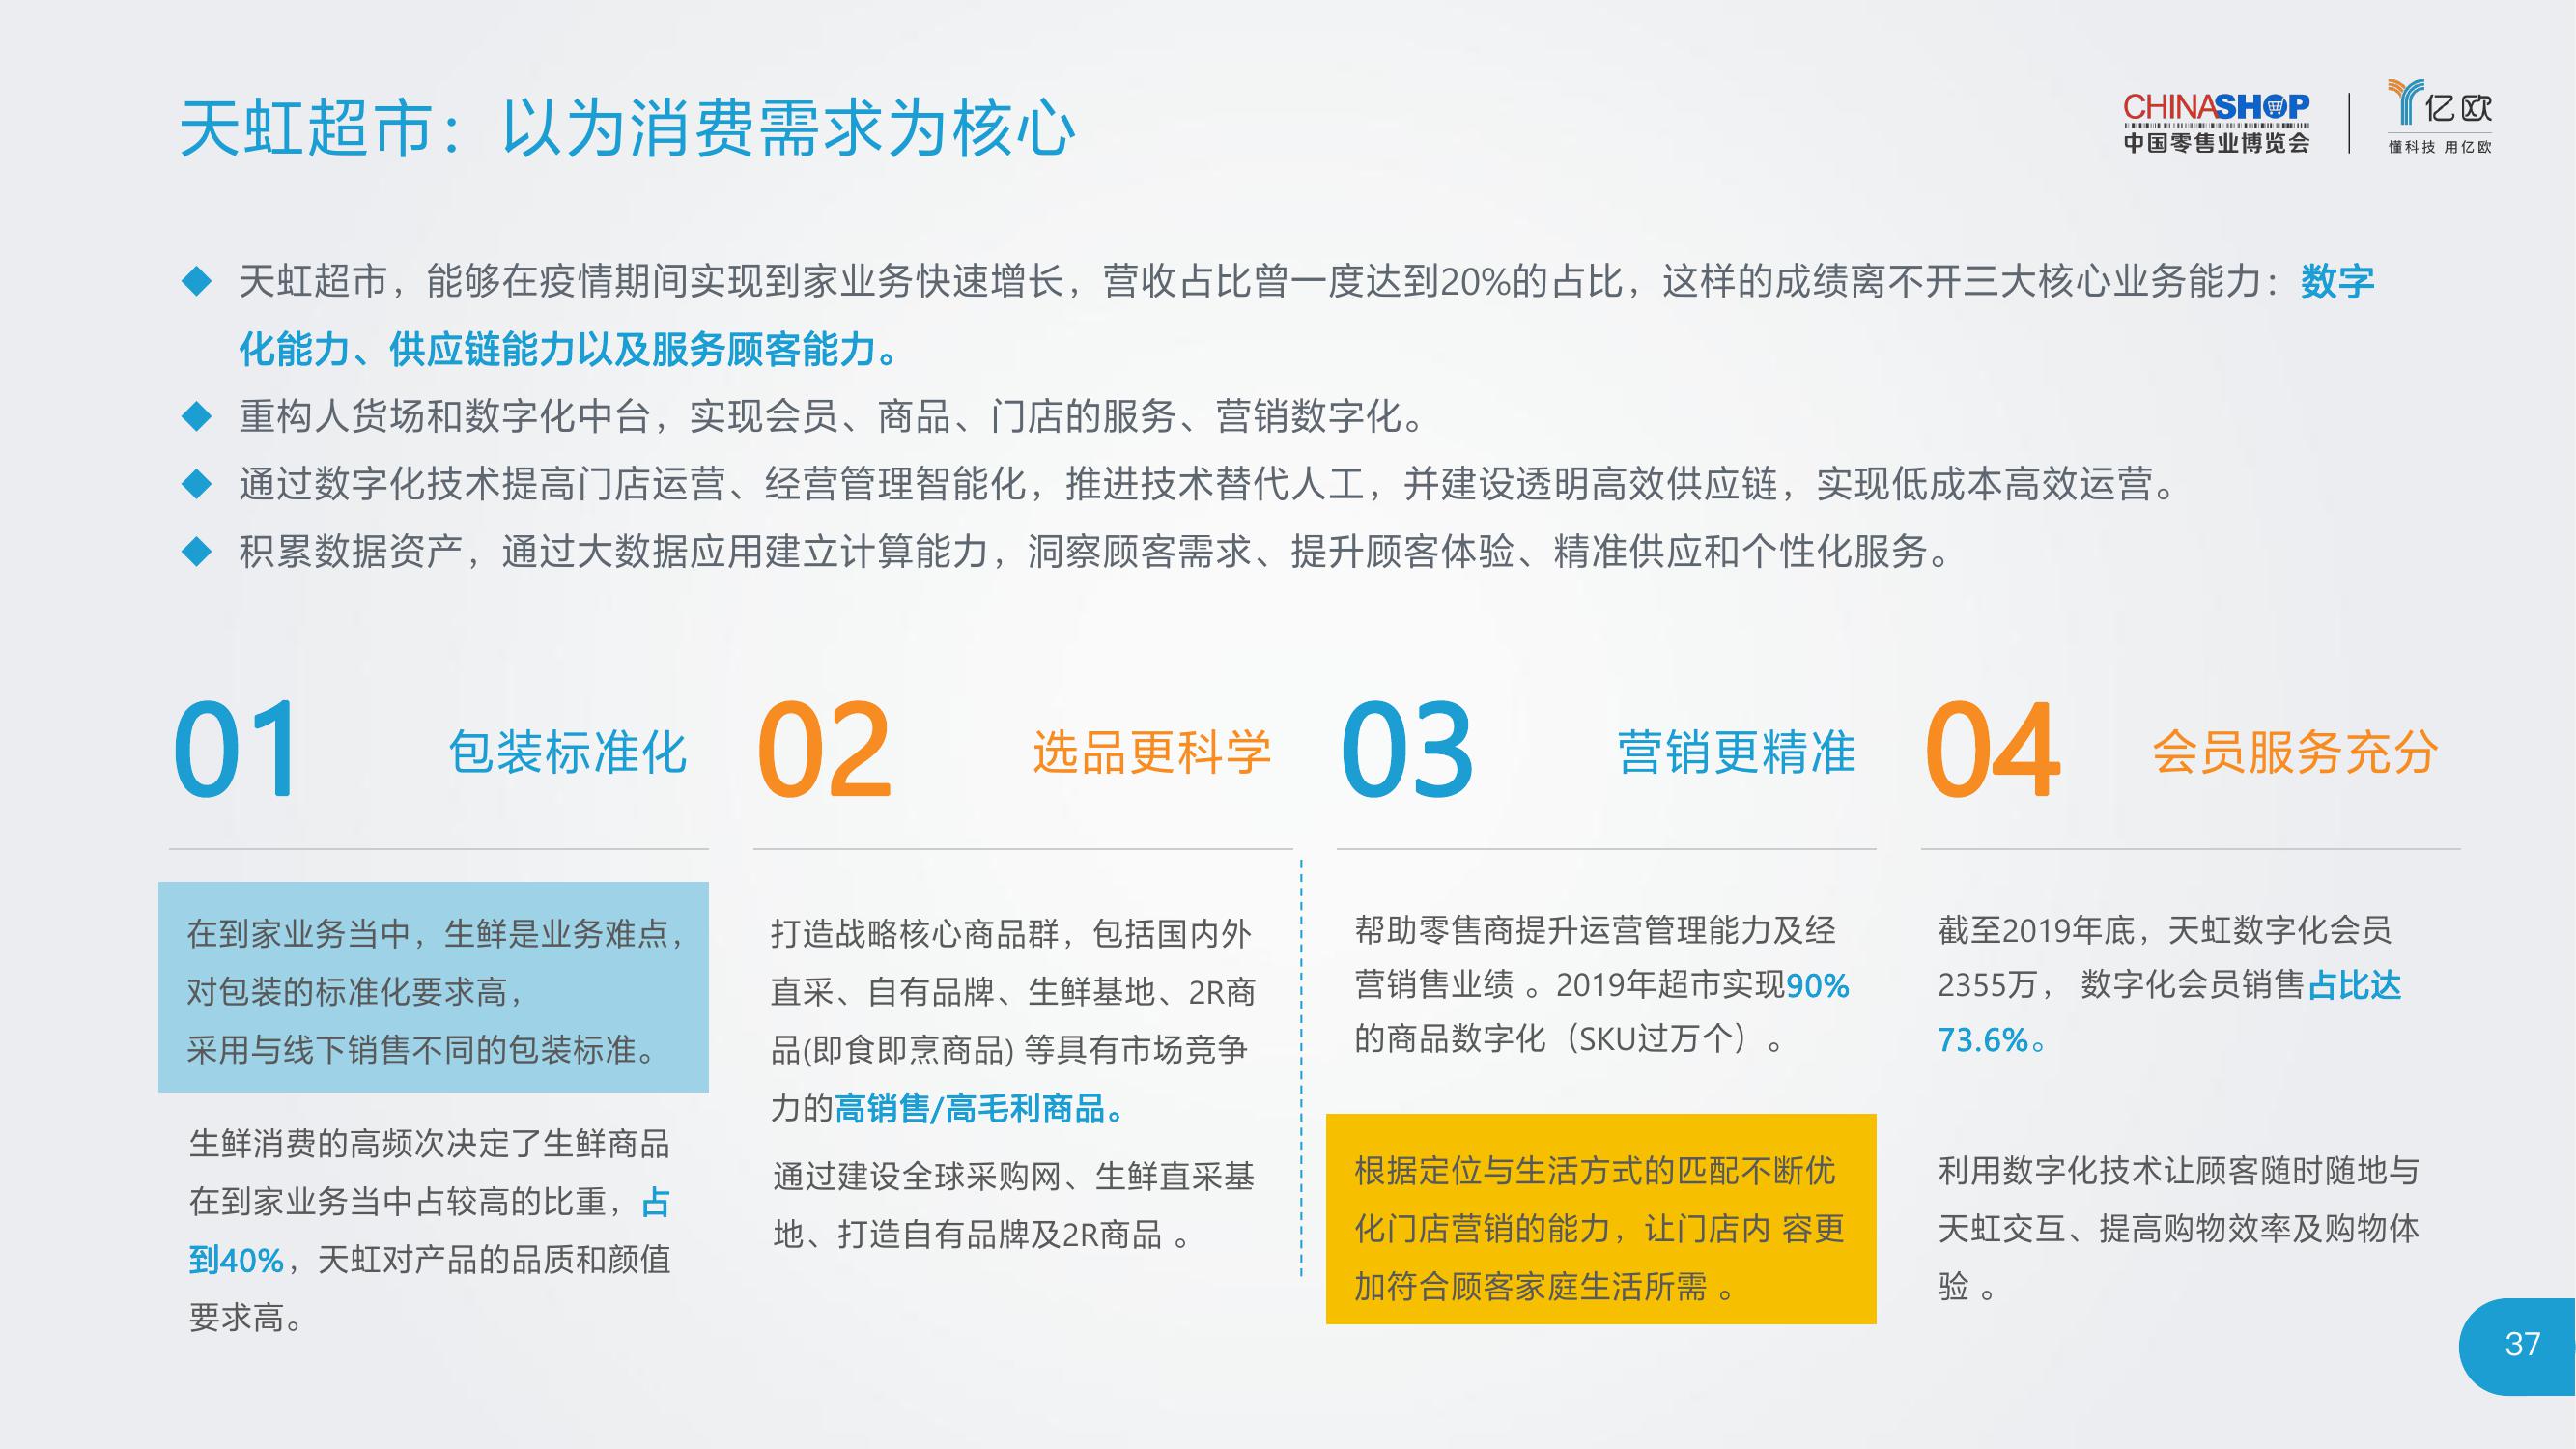 天虹超市：以为消费需求为核心
CHINASHOP
中国零售业博览会
亿欧
懂科技 用亿欧
◆ 天虹超市，能够在疫情期间实现到家业务快速增长，营收占比曾一度达到20%的占比，这样的成绩离不开三大核心业务能力：数字
化能力、供应链能力以及服务顾客能力。
◆ 重构人货场和数字化中台，实现会员、商品、门店的服务、营销数字化。
◆ 通过数字化技术提高门店运营、经营管理智能化，推进技术替代人工，并建设透明高效供应链，实现低成本高效运营。
◆ 积累数据资产，通过大数据应用建立计算能力，洞察顾客需求、提升顾客体验、精准供应和个性化服务。
01 包装标准化
在到家业务当中，生鲜是业务难点，
对包装的标准化要求高，
采用与线下销售不同的包装标准。
生鲜消费的高频次决定了生鲜商品
在到家业务当中占较高的比重，占
到40%，天虹对产品的品质和颜值
要求高。
02 选品更科学
打造战略核心商品群，包括国内外
直采、自有品牌、生鲜基地、2R商
品(即食即烹商品) 等具有市场竞争
力的高销售/高毛利商品。
通过建设全球采购网、生鲜直采基
地、打造自有品牌及2R商品 。
03 营销更精准
帮助零售商提升运营管理能力及经
营销售业绩 。2019年超市实现90%
的商品数字化（SKU过万个）。
根据定位与生活方式的匹配不断优
化门店营销的能力，让门店内 容更
加符合顾客家庭生活所需 。
04 会员服务充分
截至2019年底，天虹数字化会员
2355万， 数字化会员销售占比达
73.6%。
利用数字化技术让顾客随时随地与
天虹交互、提高购物效率及购物体
验 。
37